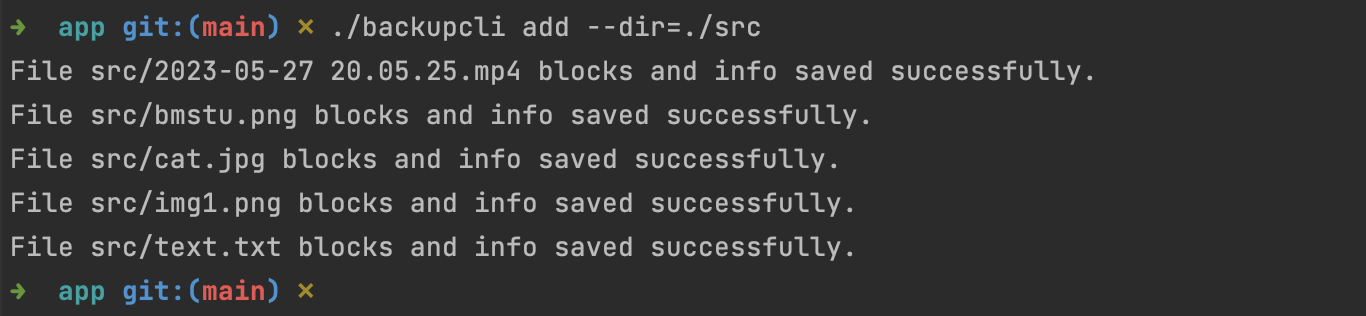 ➜  app git:(main) ✗ ./backupcli add --dir=./src
File src/2023-05-27 20.05.25.mp4 blocks and info saved successfully.
File src/bmstu.png blocks and info saved successfully.
File src/cat.jpg blocks and info saved successfully.
File src/img1.png blocks and info saved successfully.
File src/text.txt blocks and info saved successfully.
➜  app git:(main) ✗